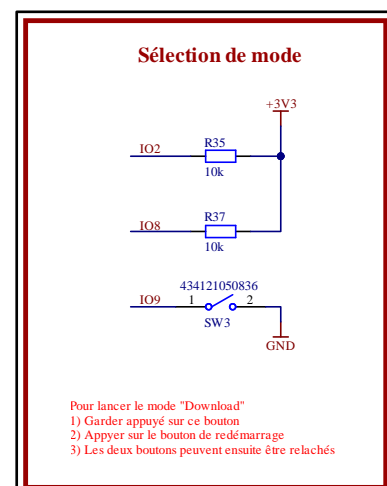 Sélection de mode
+3V3
IO2
R35
10k
IO8
R37
10k
434121050836
IO9
1
2
SW3
GND
Pour lancer le mode "Download"
1) Garder appuyé sur ce bouton
2) Appyer sur le bouton de redémarrage
3) Les deux boutons peuvent ensuite être relachés